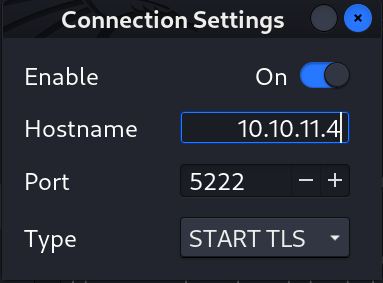 Connection Settings
Enable On
Hostname 10.10.11.4
Port 5222 − +
Type START TLS